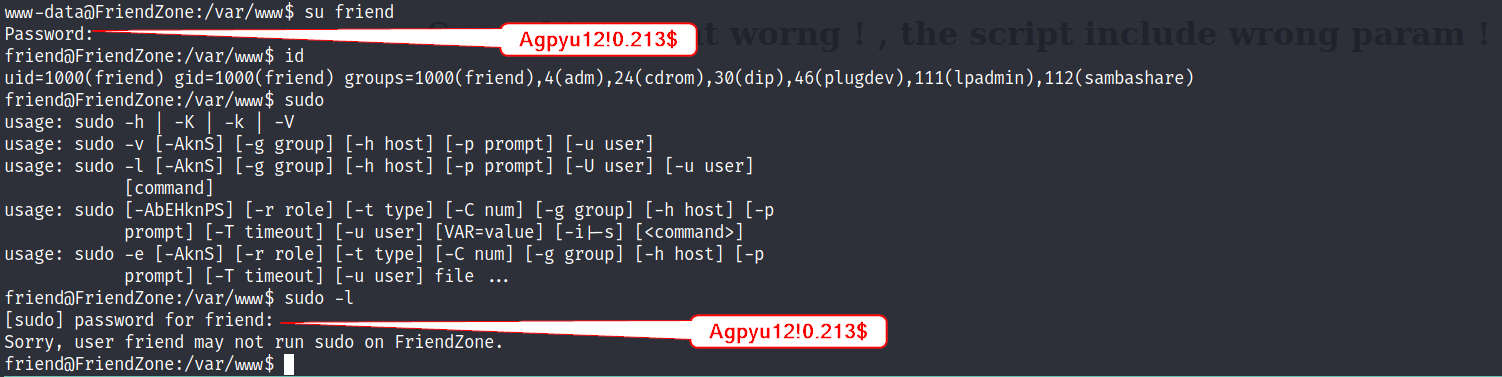 www-data@FriendZone:/var/www$ su friend
Password:
Agpyu12!0.213$
t worng ! , the script include wrong param !
friend@FriendZone:/var/www$ id
uid=1000(friend) gid=1000(friend) groups=1000(friend),4(adm),24(cdrom),30(dip),46(plugdev),111(lpadmin),112(sambashare)
friend@FriendZone:/var/www$ sudo
usage: sudo -h | -K | -k | -V
usage: sudo -v [-AknS] [-g group] [-h host] [-p prompt] [-u user]
usage: sudo -l [-AknS] [-g group] [-h host] [-p prompt] [-U user] [-u user]
[command]
usage: sudo [-AbEHknPS] [-r role] [-t type] [-C num] [-g group] [-h host] [-p
prompt] [-T timeout] [-u user] [VAR=value] [-i|-s] [<command>]
usage: sudo -e [-AknS] [-r role] [-t type] [-C num] [-g group] [-h host] [-p
prompt] [-T timeout] [-u user] file ...
friend@FriendZone:/var/www$ sudo -l
[sudo] password for friend:
Agpyu12!0.213$
Sorry, user friend may not run sudo on FriendZone.
friend@FriendZone:/var/www$